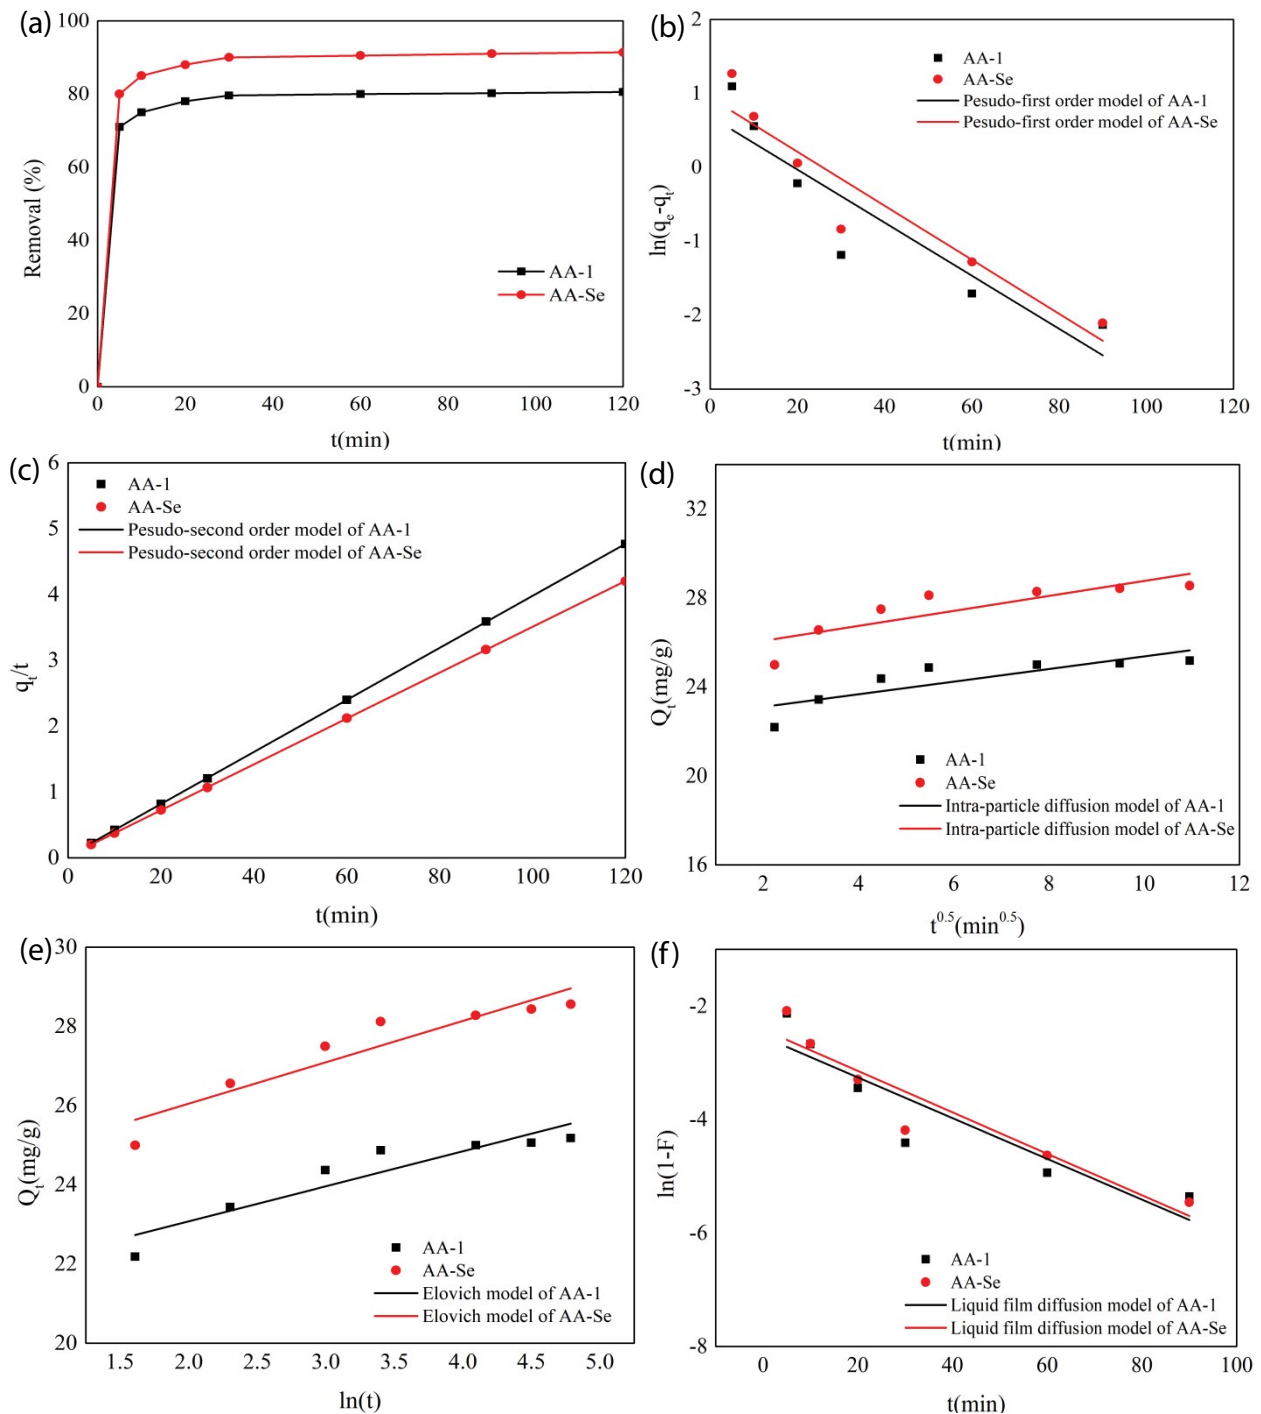 (a)
100
80
60
40
20
0
Removal (%)
AA-1
AA-Se
0 20 40 60 80 100 120
t(min)
(b)
2
1
0
-1
-2
-3
ln(qe-qt)
AA-1
AA-Se
Pesudo-first order model of AA-1
Pesudo-first order model of AA-Se
0 20 40 60 80 100 120
t(min)
(c)
6
5
4
3
2
1
0
qt/t
AA-1
AA-Se
Pesudo-second order model of AA-1
Pesudo-second order model of AA-Se
0 20 40 60 80 100 120
t(min)
(d)
32
28
24
20
16
Qt(mg/g)
AA-1
AA-Se
Intra-particle diffusion model of AA-1
Intra-particle diffusion model of AA-Se
2 4 6 8 10 12
t0.5(min0.5)
(e)
30
28
26
24
22
20
Qt(mg/g)
AA-1
AA-Se
Elovich model of AA-1
Elovich model of AA-Se
1.5 2.0 2.5 3.0 3.5 4.0 4.5 5.0
ln(t)
(f)
-2
-4
-6
-8
ln(1-F)
AA-1
AA-Se
Liquid film diffusion model of AA-1
Liquid film diffusion model of AA-Se
0 20 40 60 80 100
t(min)